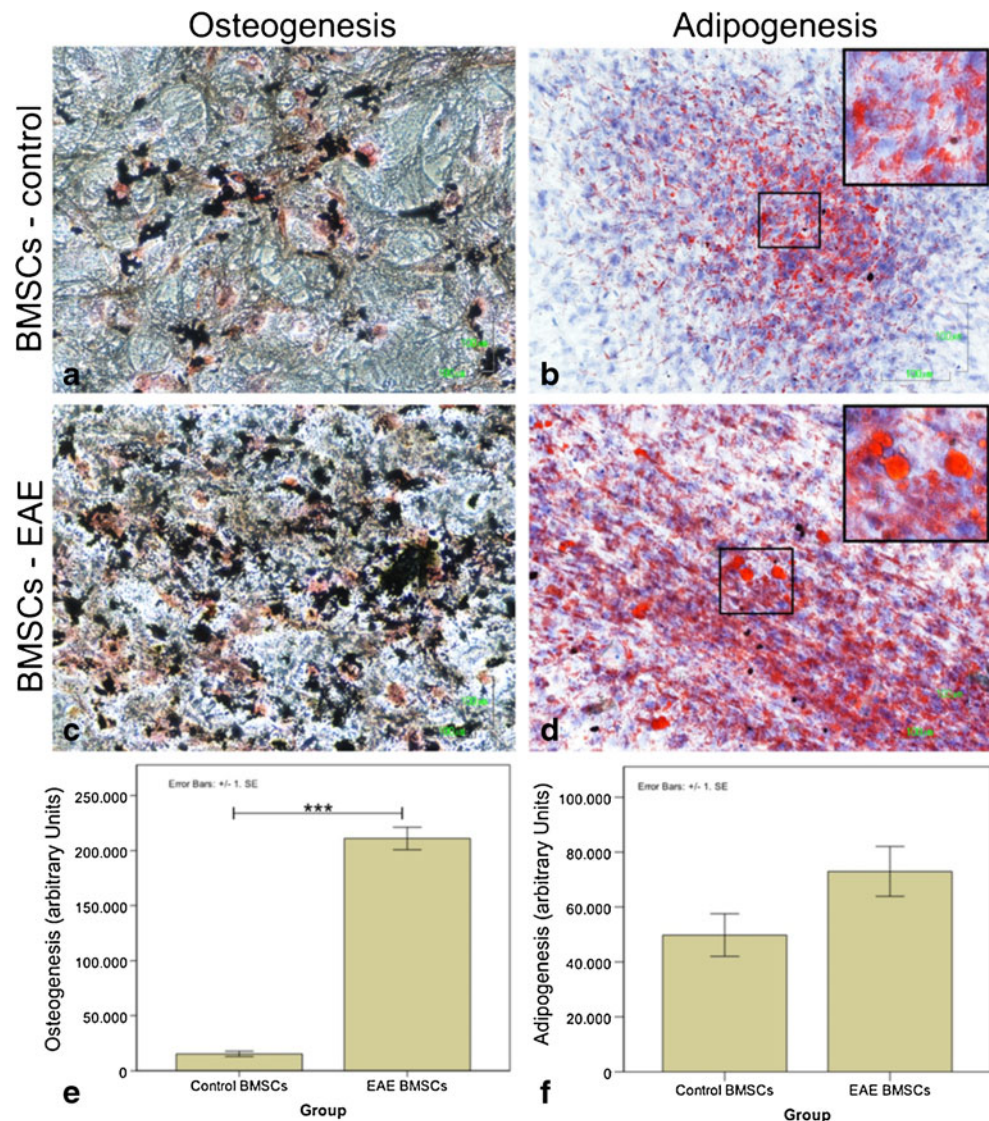 Osteogenesis
Adipogenesis
BMSCs - control
a
b
BMSCs - EAE
c
d
Error Bars: +/- 1. SE
***
Osteogenesis (arbitrary Units)
250.000
200.000
150.000
100.000
50.000
0
Control BMSCs
EAE BMSCs
Group
e
Error Bars: +/- 1. SE
Adipogenesis (arbitrary Units)
100.000
80.000
60.000
40.000
20.000
0
Control BMSCs
EAE BMSCs
Group
f